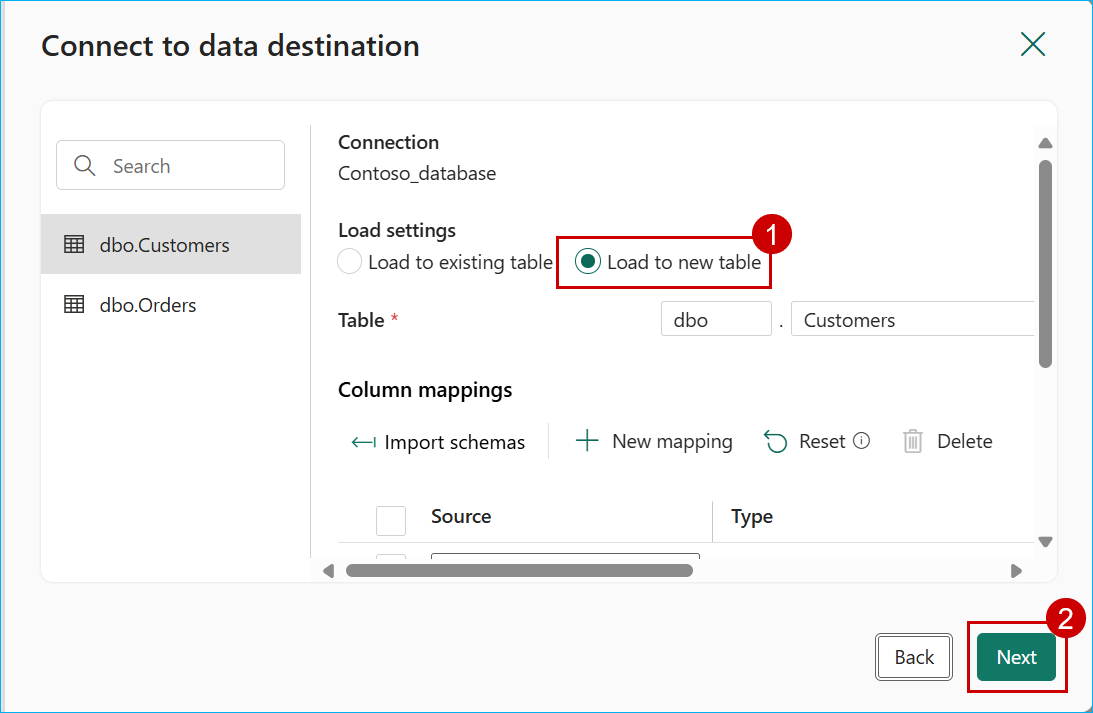 Connect to data destination
Search
dbo.Customers
dbo.Orders
Connection
Contoso_database
Load settings
Load to existing table Load to new table 1
Table * dbo . Customers
Column mappings
Import schemas New mapping Reset Delete
Source Type
Back Next 2